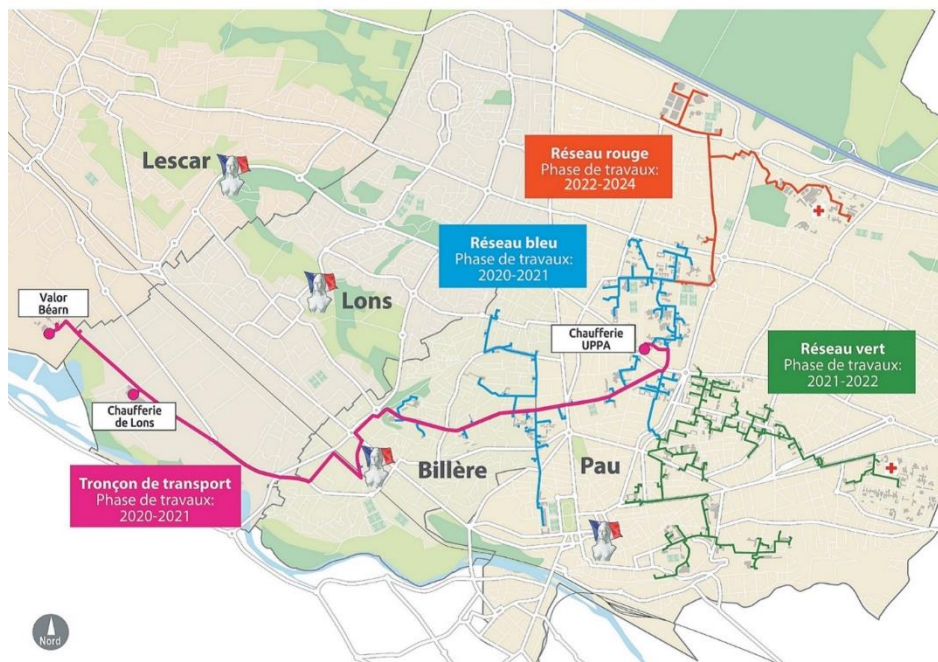 Lescar
Réseau rouge
Phase de travaux:
2022-2024
Réseau bleu
Phase de travaux:
2020-2021
Lons
Valor
Béarn
Chaufferie
UPPA
Réseau vert
Phase de travaux:
2021-2022
Chaufferie
de Lons
Tronçon de transport
Phase de travaux:
2020-2021
Billère
Pau
Nord